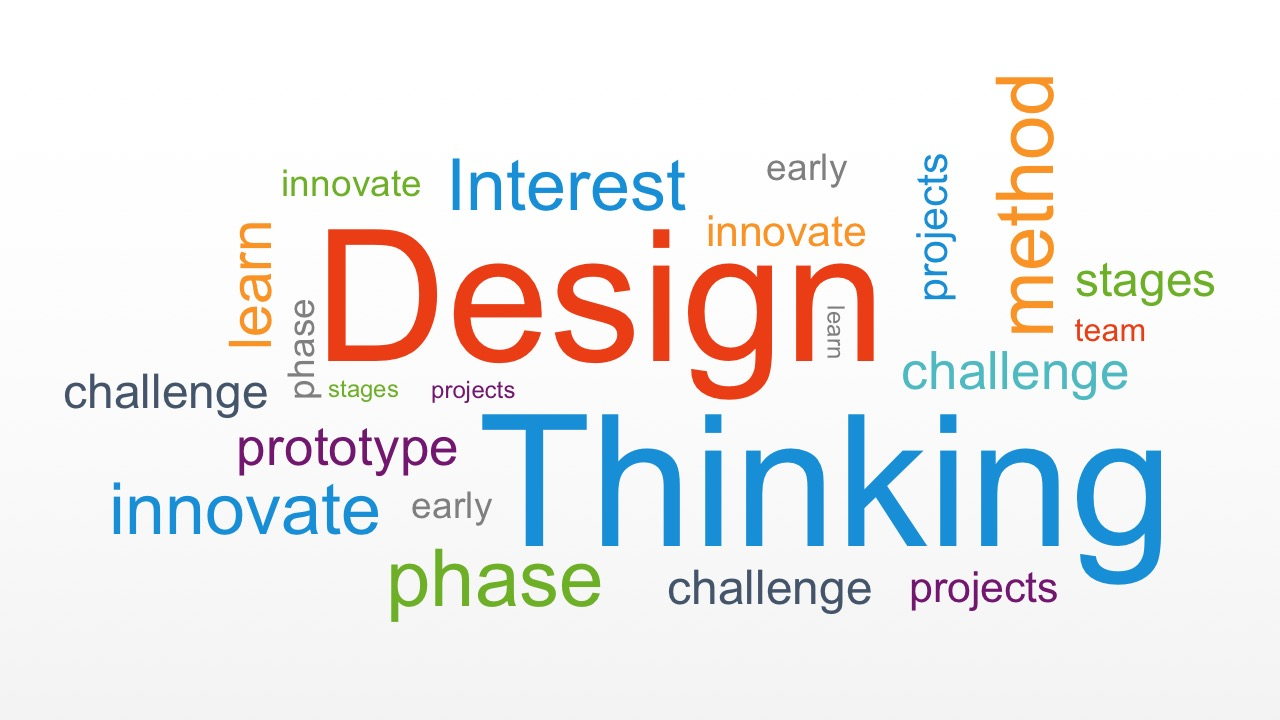 method
early
projects
innovate
Interest
innovate
learn
Design
learn
stages
phase
team
challenge
challenge
stages
projects
prototype
Thinking
innovate
early
phase
challenge
projects